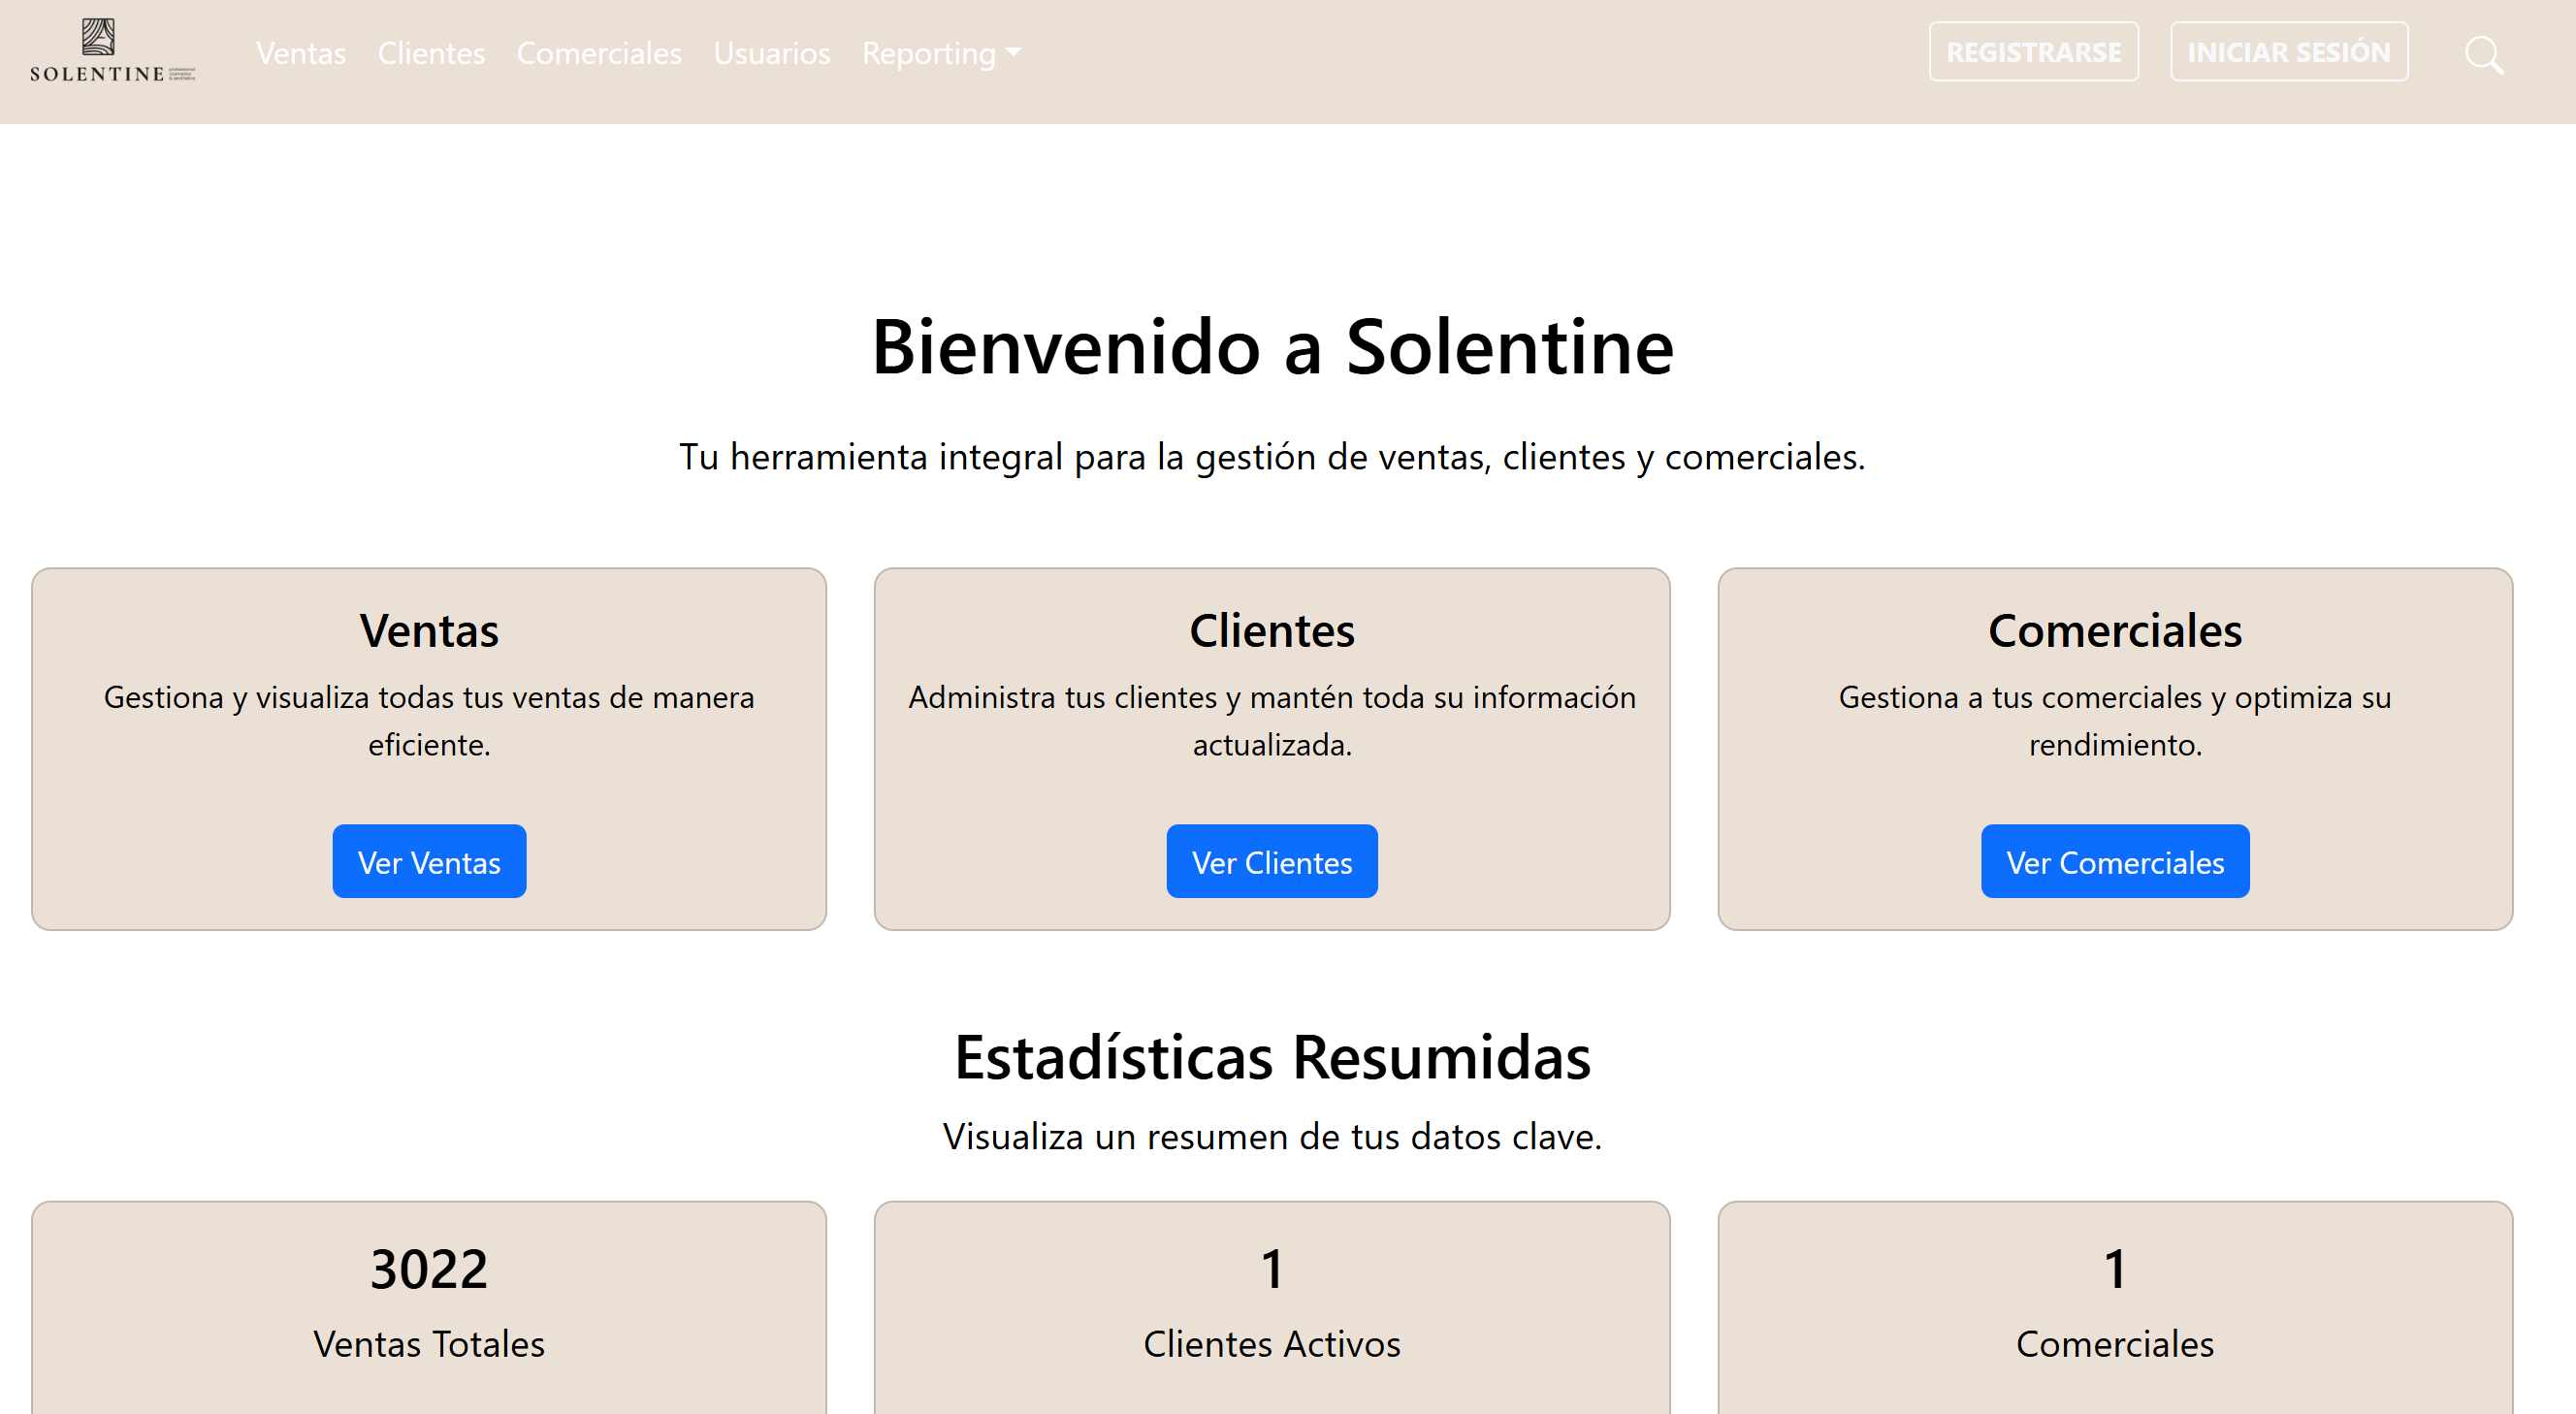 SOLENTINE
Ventas Clientes Comerciales Usuarios Reporting
REGISTRARSE INICIAR SESIÓN
Bienvenido a Solentine
Tu herramienta integral para la gestión de ventas, clientes y comerciales.
Ventas
Gestiona y visualiza todas tus ventas de manera
eficiente.
Ver Ventas
Clientes
Administra tus clientes y mantén toda su información
actualizada.
Ver Clientes
Comerciales
Gestiona a tus comerciales y optimiza su
rendimiento.
Ver Comerciales
Estadísticas Resumidas
Visualiza un resumen de tus datos clave.
3022
Ventas Totales
1
Clientes Activos
1
Comerciales